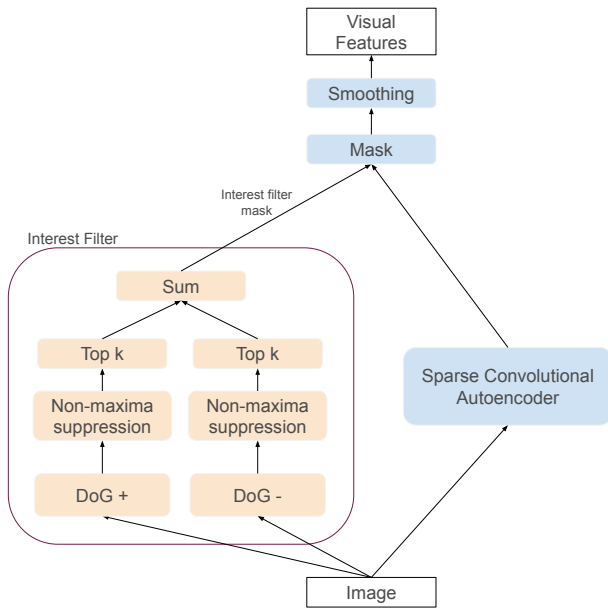 Visual
Features
Smoothing
Mask
Interest filter
mask
Interest Filter
Sum
Top k
Top k
Non-maxima
suppression
Non-maxima
suppression
Sparse Convolutional
Autoencoder
DoG +
DoG -
Image